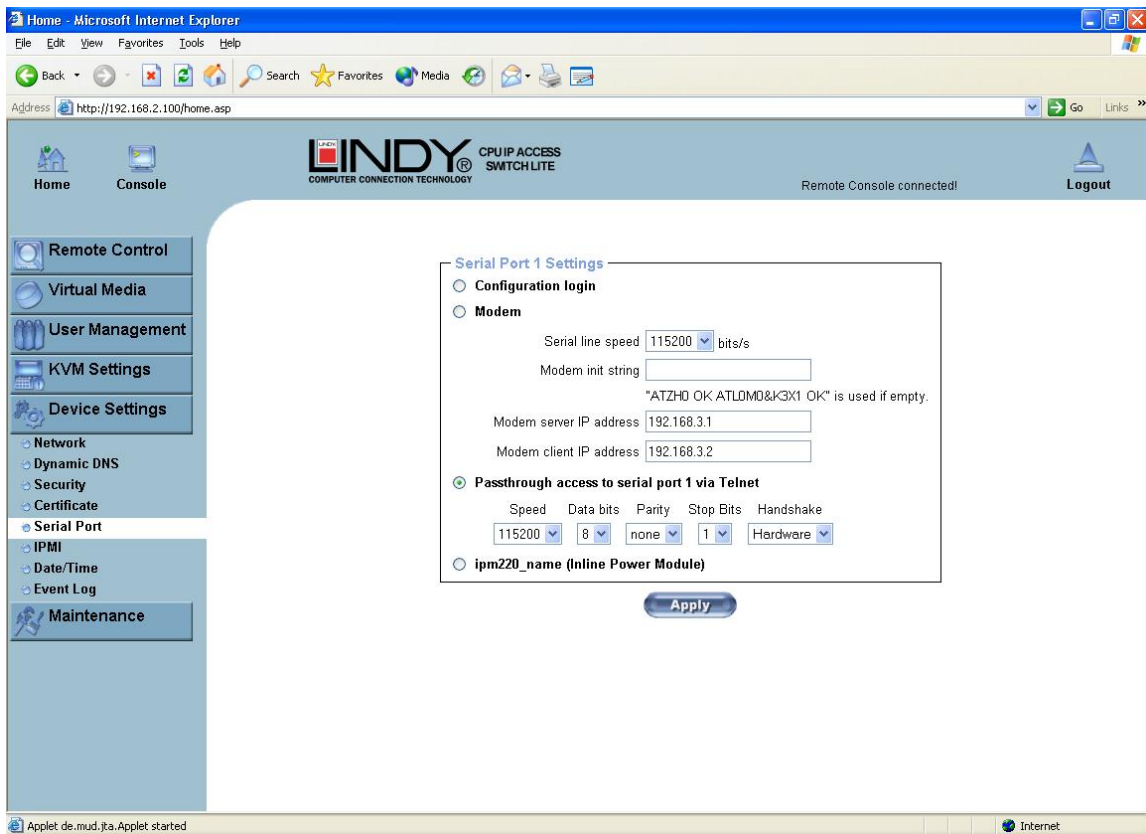 Home - Microsoft Internet Explorer
File Edit View Favorites Tools Help
Back Search Favorites Media
Address http://192.168.2.100/home.asp Go Links »
Home Console
LINDY
LINDY ® CPU IP ACCESS
SWITCH LITE
COMPUTER CONNECTION TECHNOLOGY
Remote Console connected!
Logout
Remote Control
Virtual Media
User Management
KVM Settings
Device Settings
Network
Dynamic DNS
Security
Certificate
Serial Port
IPMI
Date/Time
Event Log
Maintenance
Serial Port 1 Settings
Configuration login
Modem
Serial line speed 115200 bits/s
Modem init string
"ATZH0 OK ATL0M0&K3X1 OK" is used if empty.
Modem server IP address 192.168.3.1
Modem client IP address 192.168.3.2
Passthrough access to serial port 1 via Telnet
Speed Data bits Parity Stop Bits Handshake
115200 8 none 1 Hardware
ipm220_name (Inline Power Module)
Apply
Applet de.mud.jta.Applet started Internet